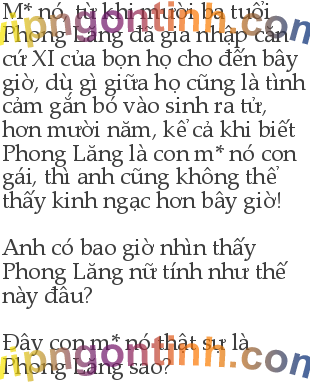 M* nó, từ khi mười ba tuổi
Phong Lăng đã gia nhập căn
cứ XI của bọn họ cho đến bây
giờ, dù gì giữa họ cũng là tình
cảm gắn bó vào sinh ra tử,
hơn mười năm, kể cả khi biết
Phong Lăng là con m* nó con
gái, thì anh cũng không thể
thấy kinh ngạc hơn bây giờ!
Anh có bao giờ nhìn thấy
Phong Lăng nữ tính như thế
này đâu?
Đây con m* nó thật sự là
Phong Lăng sao?
vipngontinh.com
vipngontinh.com